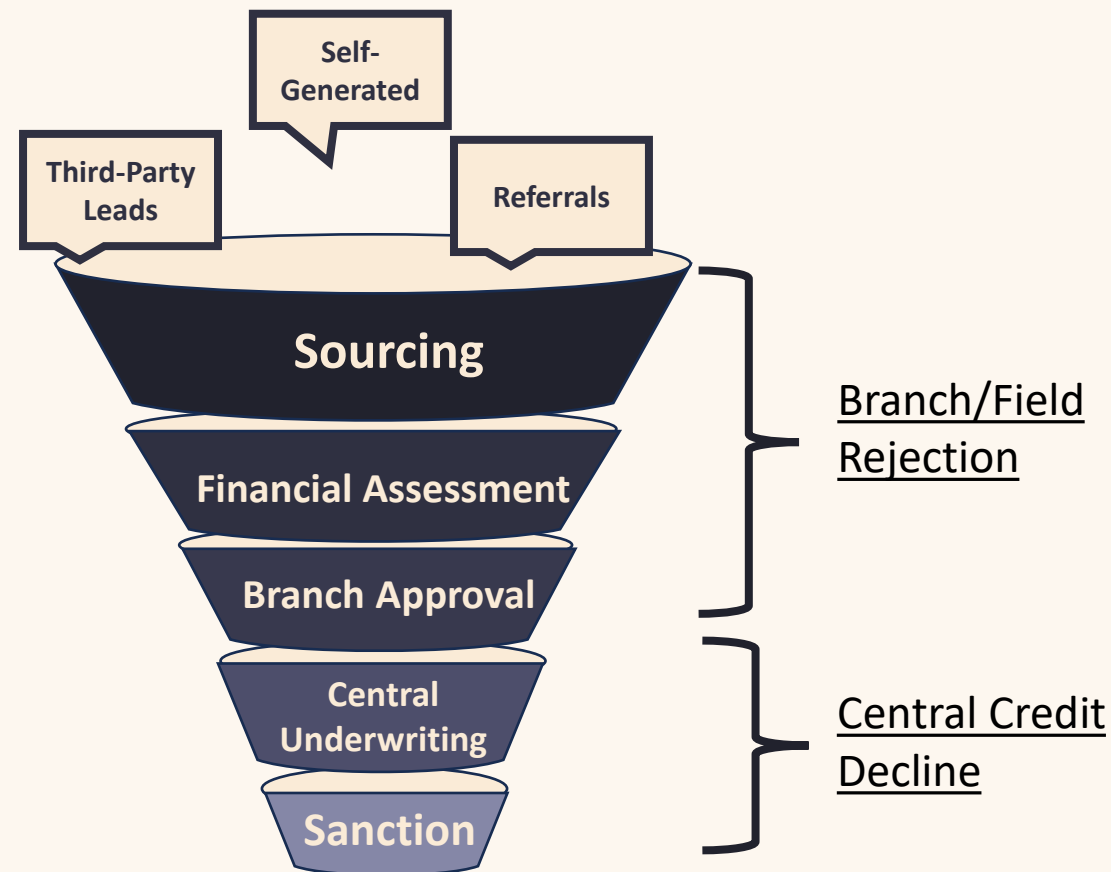 Self-
Generated
Third-Party
Leads
Referrals
Sourcing
Financial Assessment
Branch Approval
Central
Underwriting
Sanction
Branch/Field
Rejection
Central Credit
Decline